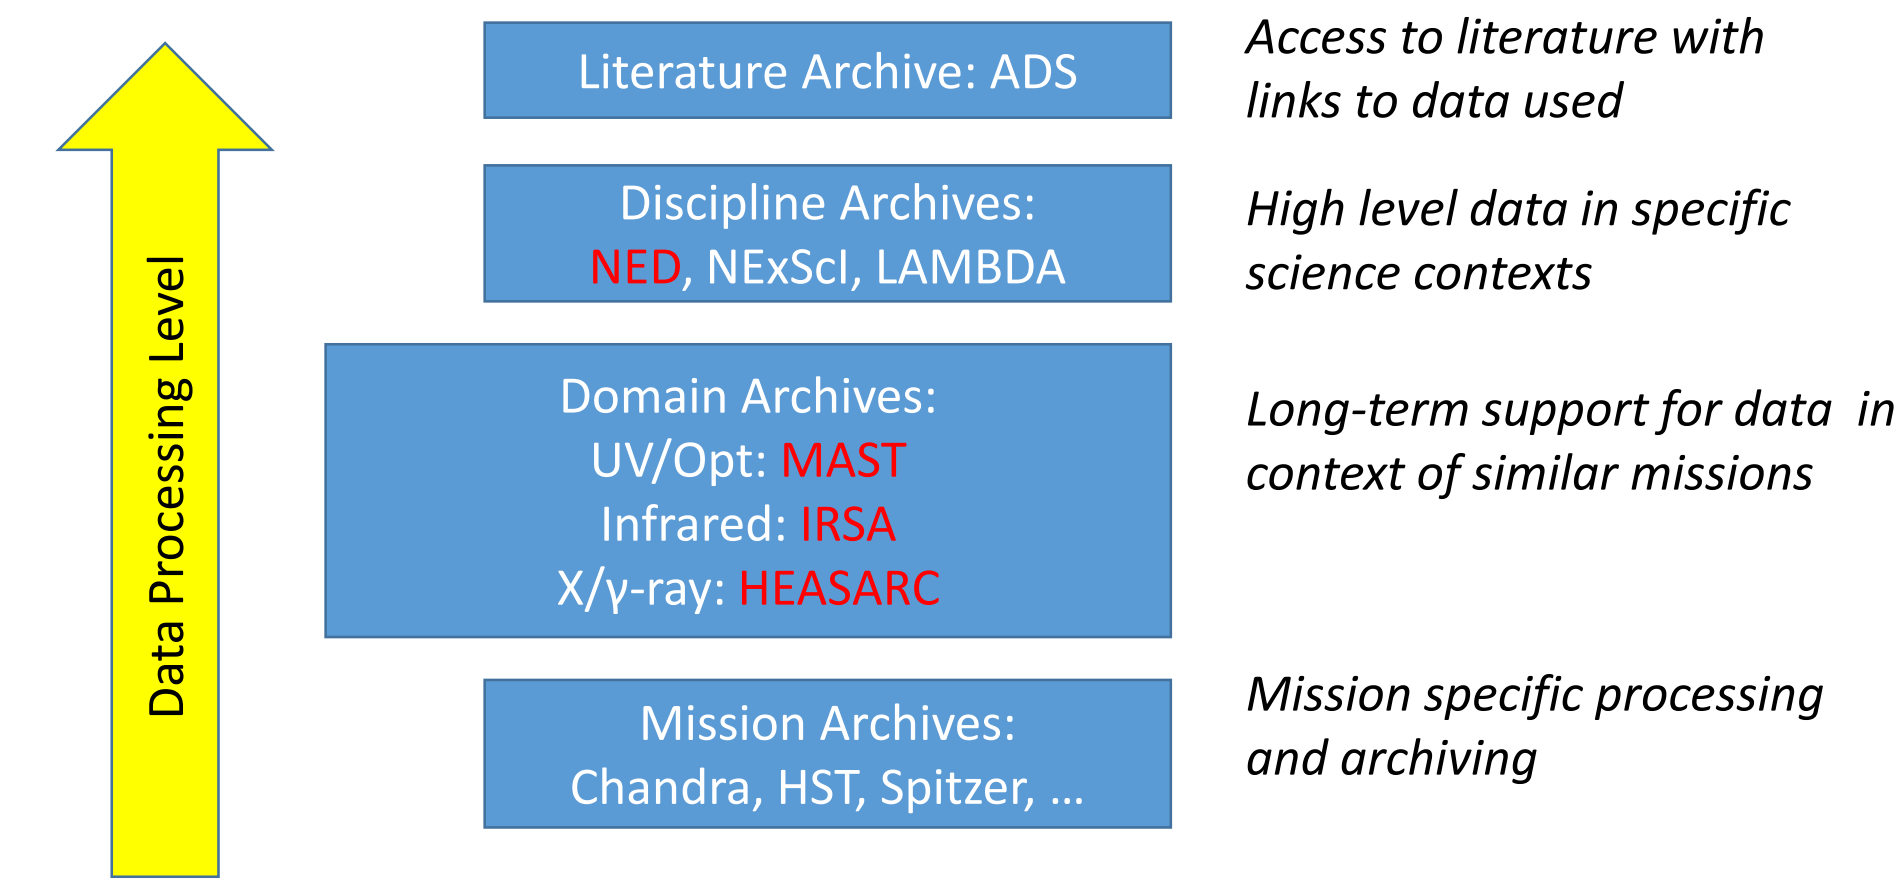 Data Processing Level
Literature Archive: ADS
Access to literature with
links to data used
Discipline Archives:
NED, NExScI, LAMBDA
High level data in specific
science contexts
Domain Archives:
UV/Opt: MAST
Infrared: IRSA
X/γ-ray: HEASARC
Long-term support for data in
context of similar missions
Mission Archives:
Chandra, HST, Spitzer, …
Mission specific processing
and archiving